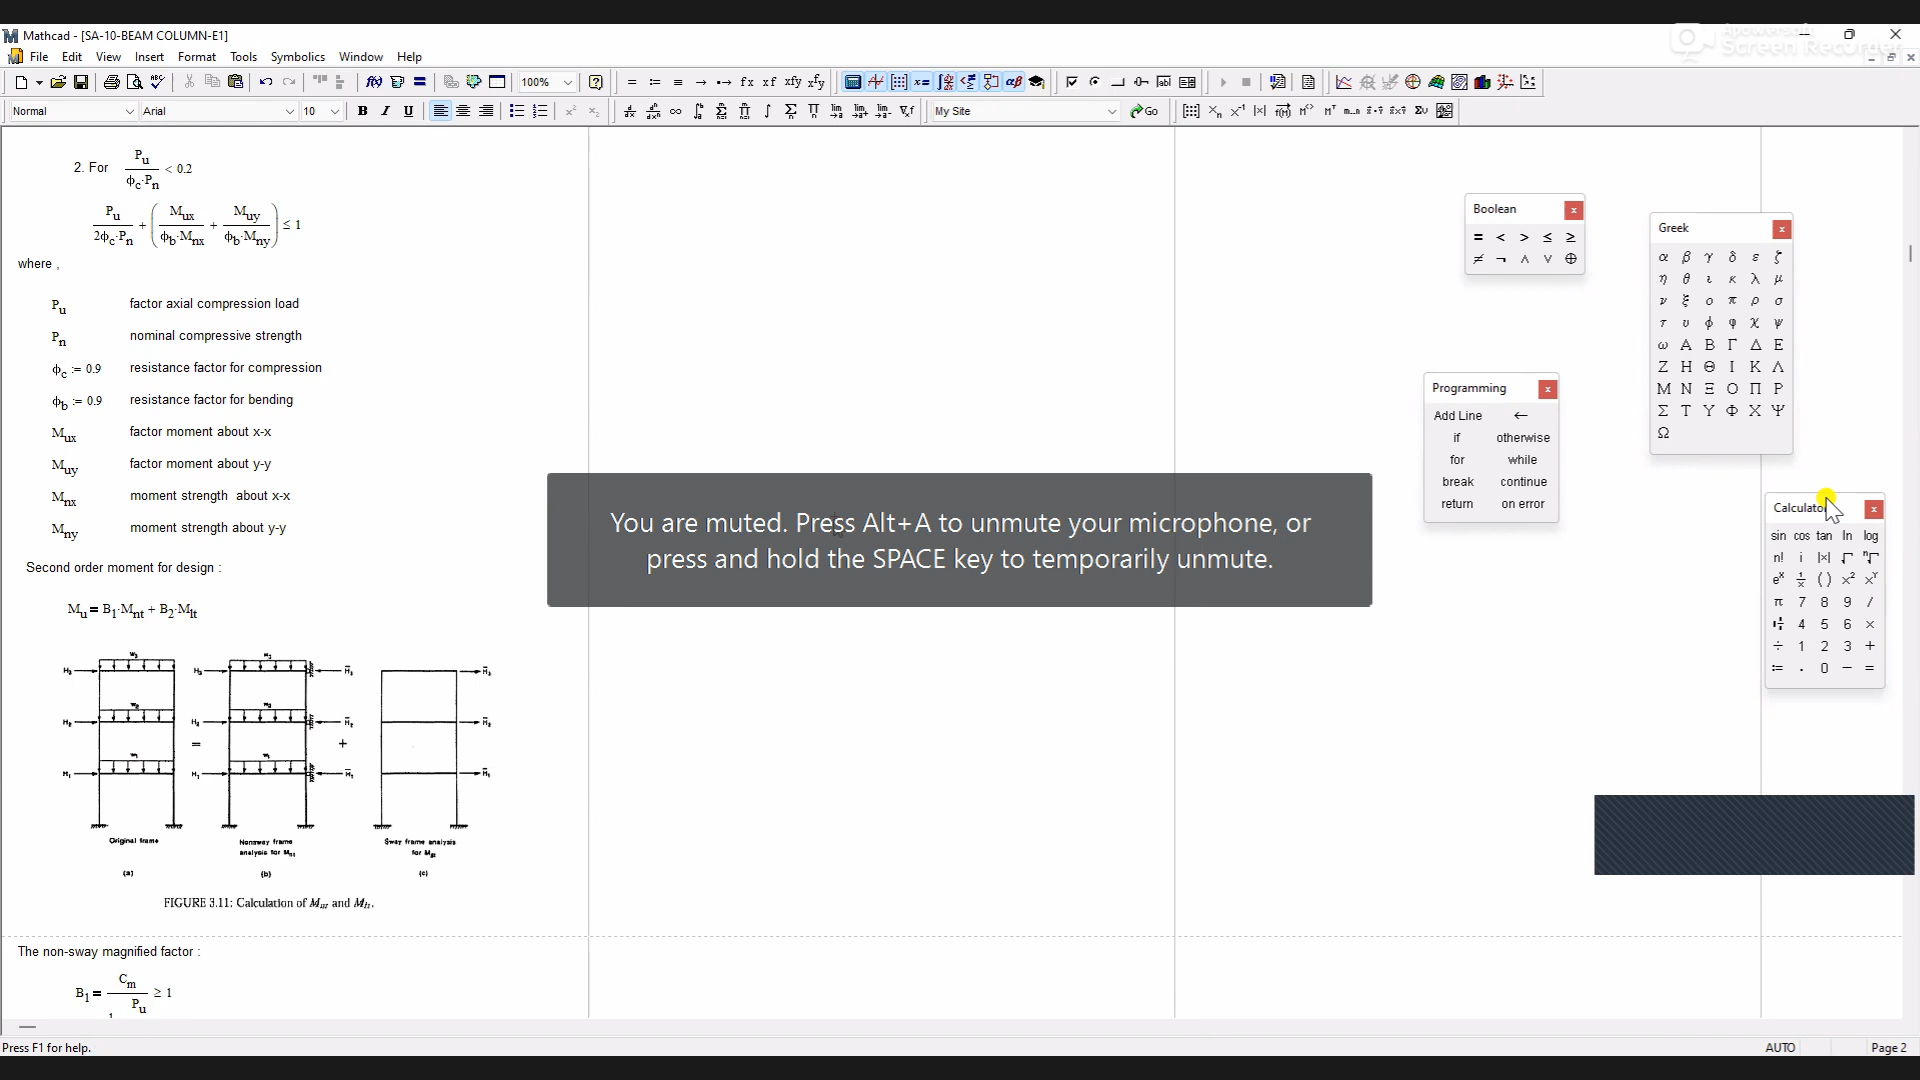 Mathcad - [SA-10-BEAM COLUMN-E1]
Screen Recorder
File Edit View Insert Format Tools Symbolics Window Help
100%
Normal Arial 10 B I U My Site Go
2. For Pu / ϕc·Pn < 0.2
Pu / 2ϕc·Pn + ( Mux / ϕb·Mnx + Muy / ϕb·Mny ) ≤ 1
where ,
Pu factor axial compression load
Pn nominal compressive strength
ϕc := 0.9 resistance factor for compression
ϕb := 0.9 resistance factor for bending
Mux factor moment about x-x
Muy factor moment about y-y
Mnx moment strength about x-x
Mny moment strength about y-y
Second order moment for design :
Mu = B1·Mnt + B2·Mlt
Original frame
(a)
Nonsway frame
analysis for Mnt
(b)
Sway frame analysis
(c)
FIGURE 3.11: Calculation of Mnt and Mlt.
The non-sway magnified factor :
B1 = Cm / 1 Pu ≥ 1
You are muted. Press Alt+A to unmute your microphone, or
press and hold the SPACE key to temporarily unmute.
Boolean x
= < > ≤ ≥
≠ ¬ ∧ ∨ ⊕
Greek x
α β γ δ ε ζ
η θ ι κ λ μ
ν ξ ο π ρ σ
τ υ ϕ φ χ ψ
ω Α Β Γ Δ Ε
Ζ Η Θ Ι Κ Λ
Μ Ν Ξ Ο Π Ρ
Σ Τ Υ Φ Χ Ψ
Ω
Programming x
Add Line ←
if otherwise
for while
break continue
return on error
Calculator x
sin cos tan ln log
n! i |×| √ ⁿ√
eˣ 1/x ( ) x² xʸ
π 7 8 9 /
4 5 6 ×
÷ 1 2 3 +
:= . 0 − =
Press F1 for help.
AUTO Page 2